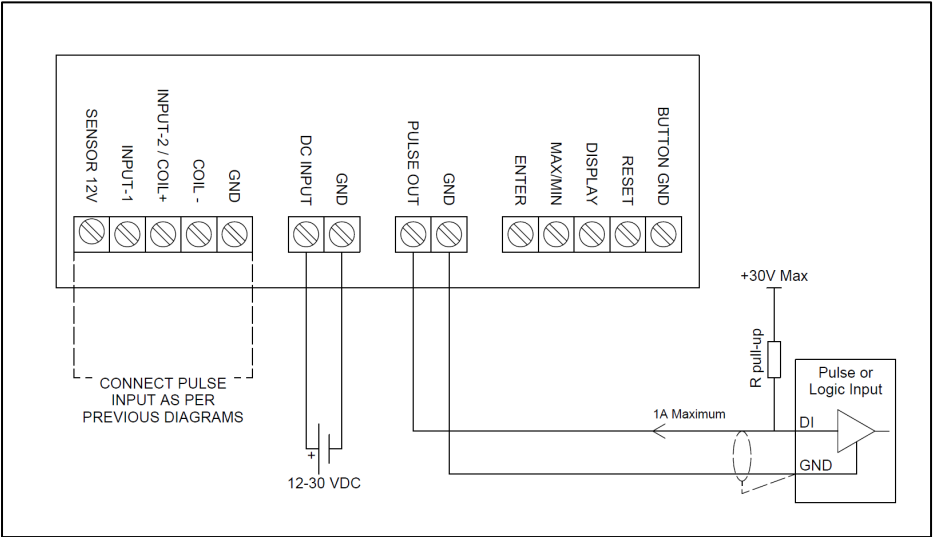 SENSOR 12V
INPUT-1
INPUT-2 / COIL+
COIL -
GND
DC INPUT
GND
PULSE OUT
GND
ENTER
MAX/MIN
DISPLAY
RESET
BUTTON GND
+30V Max
R pull-up
Pulse or
Logic Input
CONNECT PULSE
INPUT AS PER
PREVIOUS DIAGRAMS
1A Maximum
DI
GND
+
12-30 VDC